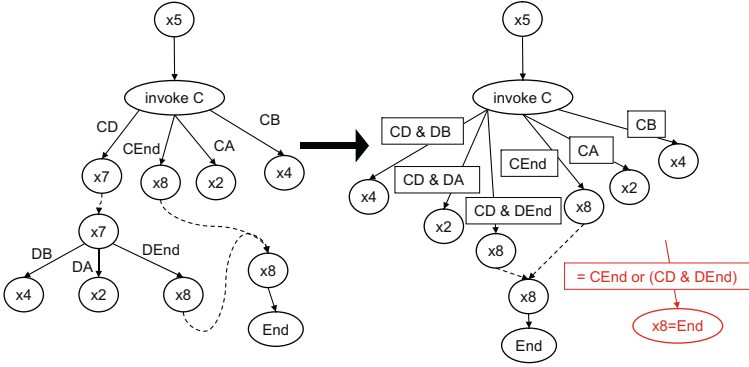 x5
invoke C
CD
CEnd
CA
CB
x7
x8
x2
x4
x7
DB
DA
DEnd
x4
x2
x8
x8
End
x5
invoke C
CD & DB
CB
CEnd
CA
CD & DA
x4
x2
x4
CD & DEnd
x8
x2
x8
x8
End
= CEnd or (CD & DEnd)
x8=End